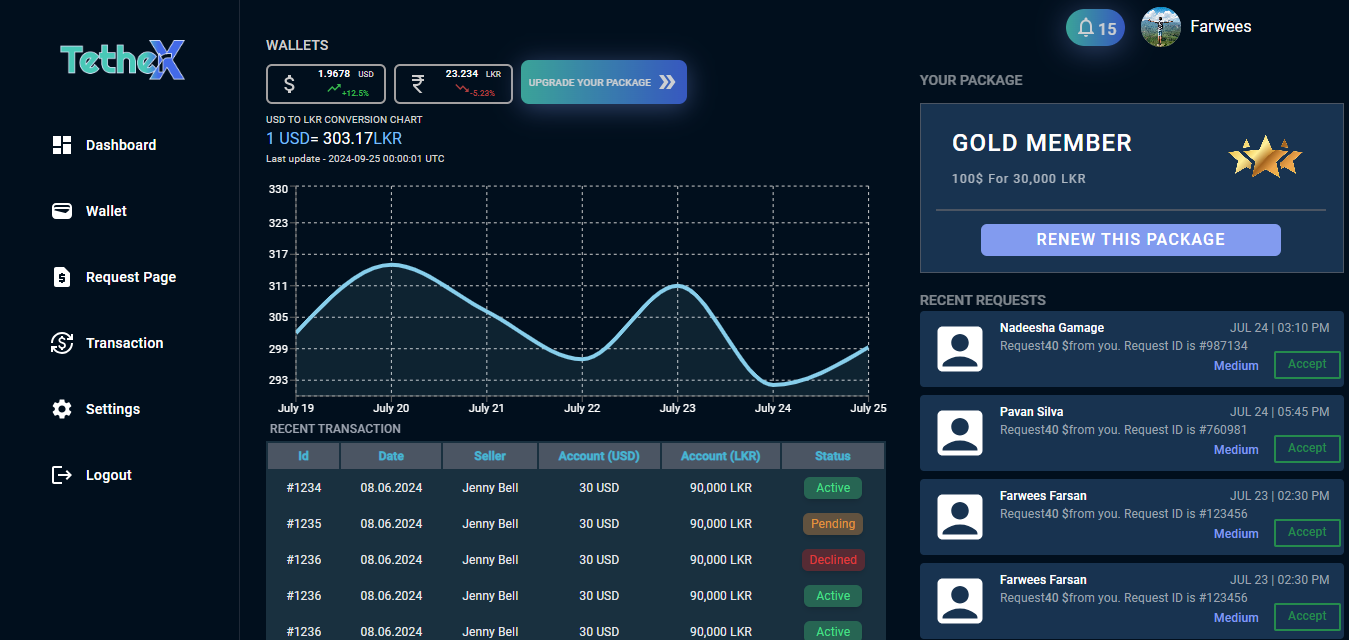 TetheX
Dashboard
Wallet
Request Page
Transaction
Settings
Logout
WALLETS
$ 1.9678 USD
+12.5%
₹ 23.234 LKR
-5.23%
UPGRADE YOUR PACKAGE
USD TO LKR CONVERSION CHART
1 USD= 303.17LKR
Last update - 2024-09-25 00:00:01 UTC
330
323
317
311
305
299
293
July 19 July 20 July 21 July 22 July 23 July 24 July 25
RECENT TRANSACTION
Id Date Seller Account (USD) Account (LKR) Status
#1234 08.06.2024 Jenny Bell 30 USD 90,000 LKR Active
#1235 08.06.2024 Jenny Bell 30 USD 90,000 LKR Pending
#1236 08.06.2024 Jenny Bell 30 USD 90,000 LKR Declined
#1236 08.06.2024 Jenny Bell 30 USD 90,000 LKR Active
#1236 08.06.2024 Jenny Bell 30 USD 90,000 LKR Active
15
Farwees
YOUR PACKAGE
GOLD MEMBER
100$ For 30,000 LKR
RENEW THIS PACKAGE
RECENT REQUESTS
Nadeesha Gamage JUL 24 | 03:10 PM
Request40 $from you. Request ID is #987134
Medium Accept
Pavan Silva JUL 24 | 05:45 PM
Request40 $from you. Request ID is #760981
Medium Accept
Farwees Farsan JUL 23 | 02:30 PM
Request40 $from you. Request ID is #123456
Medium Accept
Farwees Farsan JUL 23 | 02:30 PM
Request40 $from you. Request ID is #123456
Medium Accept